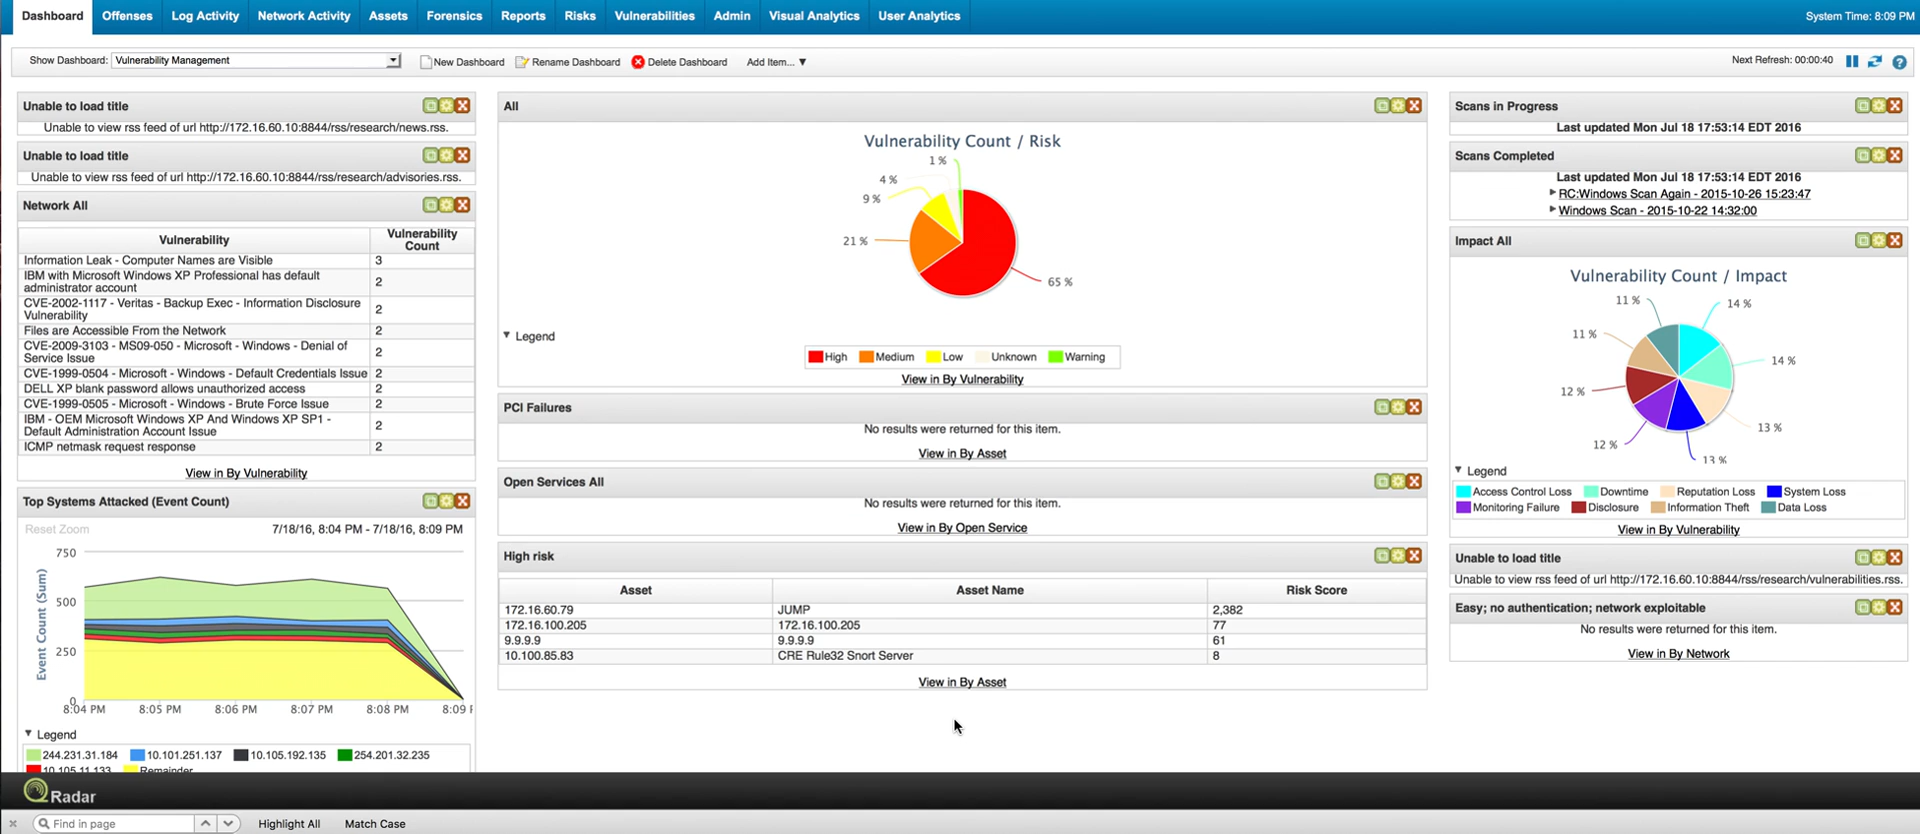 Dashboard Offenses Log Activity Network Activity Assets Forensics Reports Risks Vulnerabilities Admin Visual Analytics User Analytics System Time: 8:09 PM
Show Dashboard: Vulnerability Management New Dashboard Rename Dashboard Delete Dashboard Add Item... ▼ Next Refresh: 00:00:40
Unable to load title
Unable to view rss feed of url http://172.16.60.10:8844/rss/research/news.rss.
Unable to load title
Unable to view rss feed of url http://172.16.60.10:8844/rss/research/advisories.rss.
Network All
Vulnerability Vulnerability
Count
Information Leak - Computer Names are Visible 3
IBM with Microsoft Windows XP Professional has default
administrator account 2
CVE-2002-1117 - Veritas - Backup Exec - Information Disclosure
Vulnerability 2
Files are Accessible From the Network 2
CVE-2009-3103 - MS09-050 - Microsoft - Windows - Denial of
Service Issue 2
CVE-1999-0504 - Microsoft - Windows - Default Credentials Issue 2
DELL XP blank password allows unauthorized access 2
CVE-1999-0505 - Microsoft - Windows - Brute Force Issue 2
IBM - OEM Microsoft Windows XP And Windows XP SP1 -
Default Administration Account Issue 2
ICMP netmask request response 2
View in By Vulnerability
Top Systems Attacked (Event Count)
Reset Zoom 7/18/16, 8:04 PM - 7/18/16, 8:09 PM
Event Count (Sum)
750
500
250
0
8:04 PM 8:05 PM 8:06 PM 8:07 PM 8:08 PM 8:09
Legend
244.231.31.184 10.101.251.137 10.105.192.135 254.201.32.235
10.105.11.133 Remainder
All
Vulnerability Count / Risk
1 %
4 %
9 %
21 %
65 %
Legend
High Medium Low Unknown Warning
View in By Vulnerability
PCI Failures
No results were returned for this item.
View in By Asset
Open Services All
No results were returned for this item.
View in By Open Service
High risk
Asset Asset Name Risk Score
172.16.60.79 JUMP 2,382
172.16.100.205 172.16.100.205 77
9.9.9.9 9.9.9.9 61
10.100.85.83 CRE Rule32 Snort Server 8
View in By Asset
Scans in Progress
Last updated Mon Jul 18 17:53:14 EDT 2016
Scans Completed
Last updated Mon Jul 18 17:53:14 EDT 2016
RC:Windows Scan Again - 2015-10-26 15:23:47
Windows Scan - 2015-10-22 14:32:00
Impact All
Vulnerability Count / Impact
11 % 14 %
11 % 14 %
12 % 13 %
12 % 13 %
Legend
Access Control Loss Downtime Reputation Loss System Loss
Monitoring Failure Disclosure Information Theft Data Loss
View in By Vulnerability
Unable to load title
Unable to view rss feed of url http://172.16.60.10:8844/rss/research/vulnerabilities.rss.
Easy; no authentication; network exploitable
No results were returned for this item.
View in By Network
QRadar
Find in page Highlight All Match Case